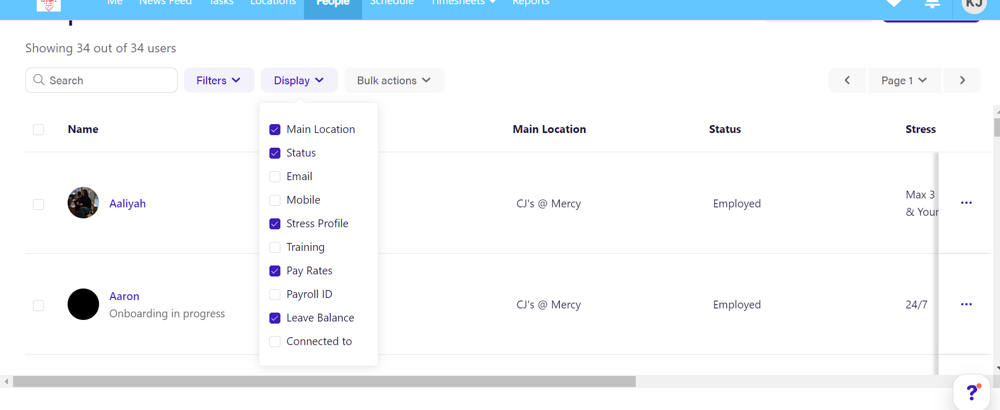 Me News Feed Tasks Locations People Schedule Timesheets Reports KJ
Showing 34 out of 34 users
Search Filters Display Bulk actions Page 1
Name Main Location Status Stress
Main Location
Status
Email
Mobile
Stress Profile
Training
Pay Rates
Payroll ID
Leave Balance
Connected to
Aaliyah CJ's @ Mercy Employed Max 3
& Your
Aaron CJ's @ Mercy Employed 24/7
Onboarding in progress
?